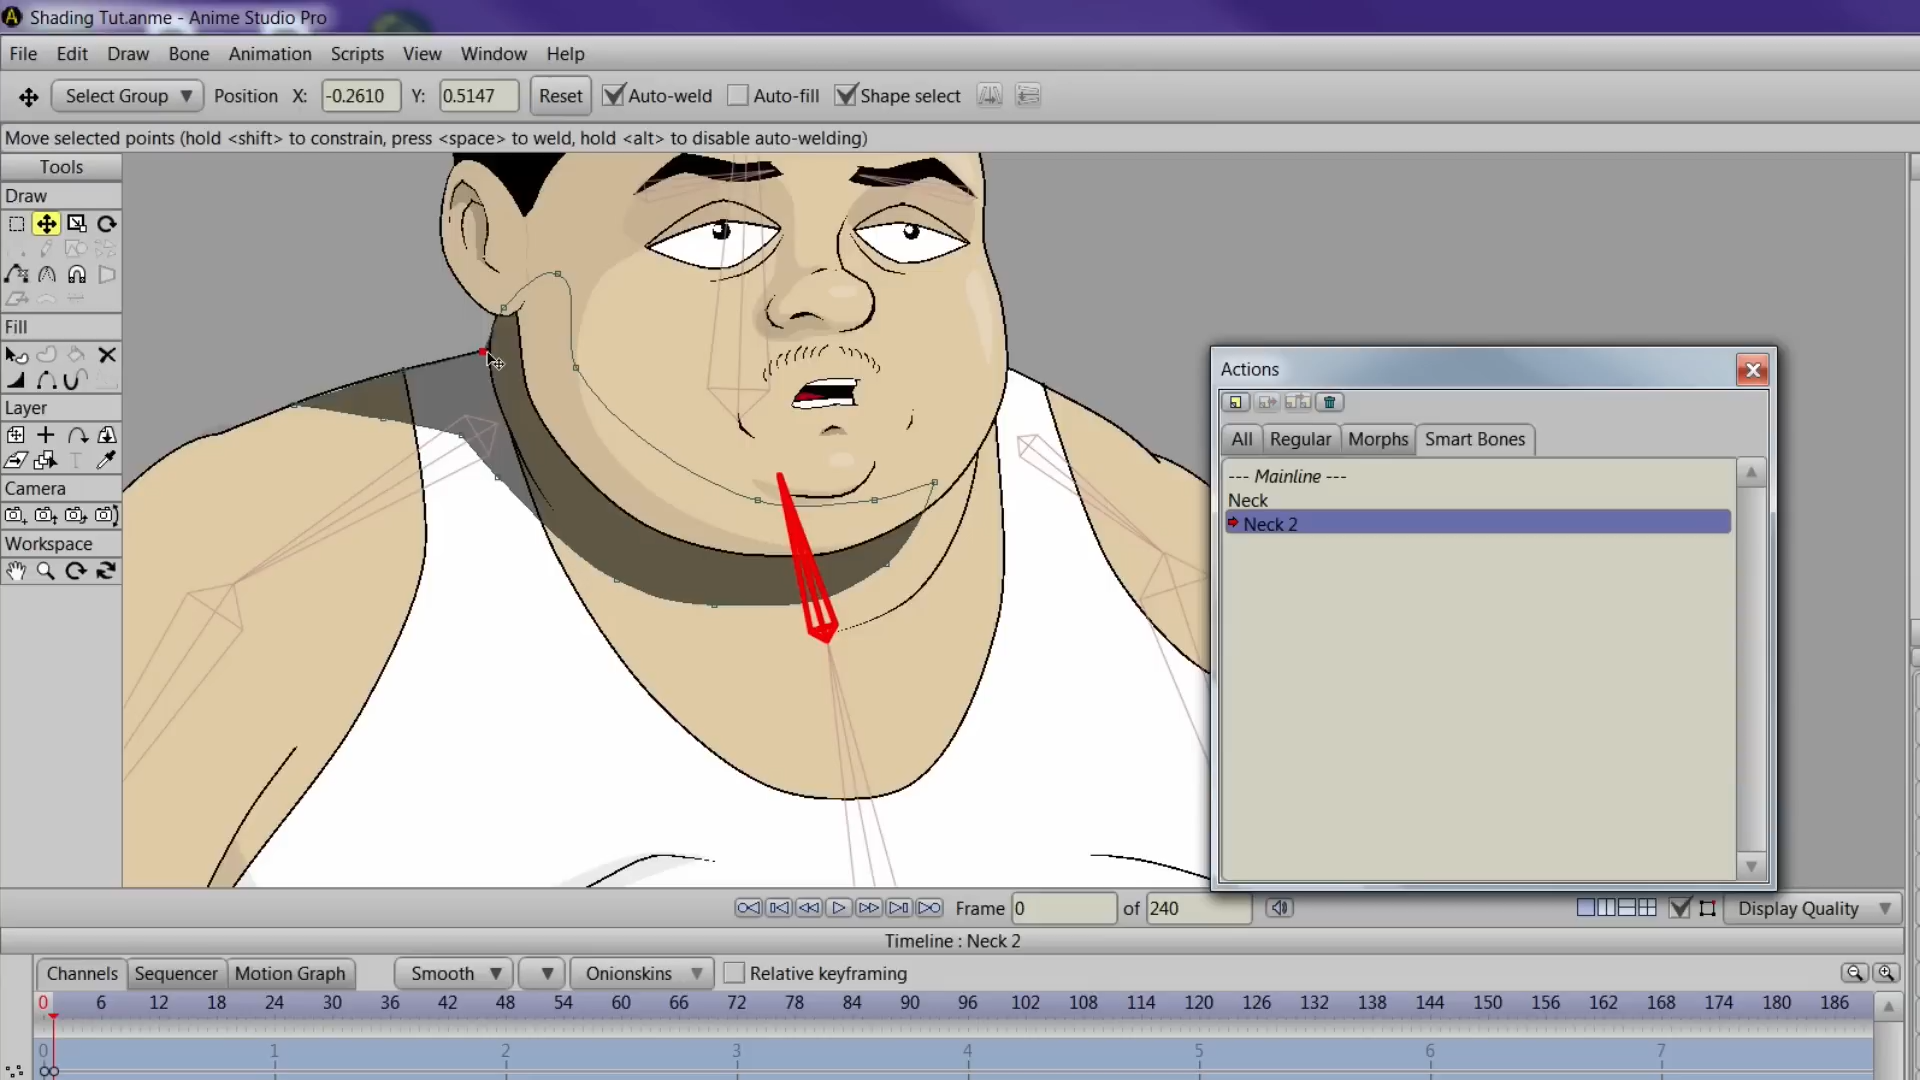 Shading Tut.anme - Anime Studio Pro
File Edit Draw Bone Animation Scripts View Window Help
Select Group Position X: -0.2610 Y: 0.5147 Reset Auto-weld Auto-fill Shape select
Move selected points (hold <shift> to constrain, press <space> to weld, hold <alt> to disable auto-welding)
Tools
Draw
Fill
Layer
Camera
Workspace
Actions
All Regular Morphs Smart Bones
--- Mainline ---
Neck
Neck 2
Frame 0 of 240 Display Quality
Timeline : Neck 2
Channels Sequencer Motion Graph Smooth Onionskins Relative keyframing
0 6 12 18 24 30 36 42 48 54 60 66 72 78 84 90 96 102 108 114 120 126 132 138 144 150 156 162 168 174 180 186
0 1 2 3 4 5 6 7